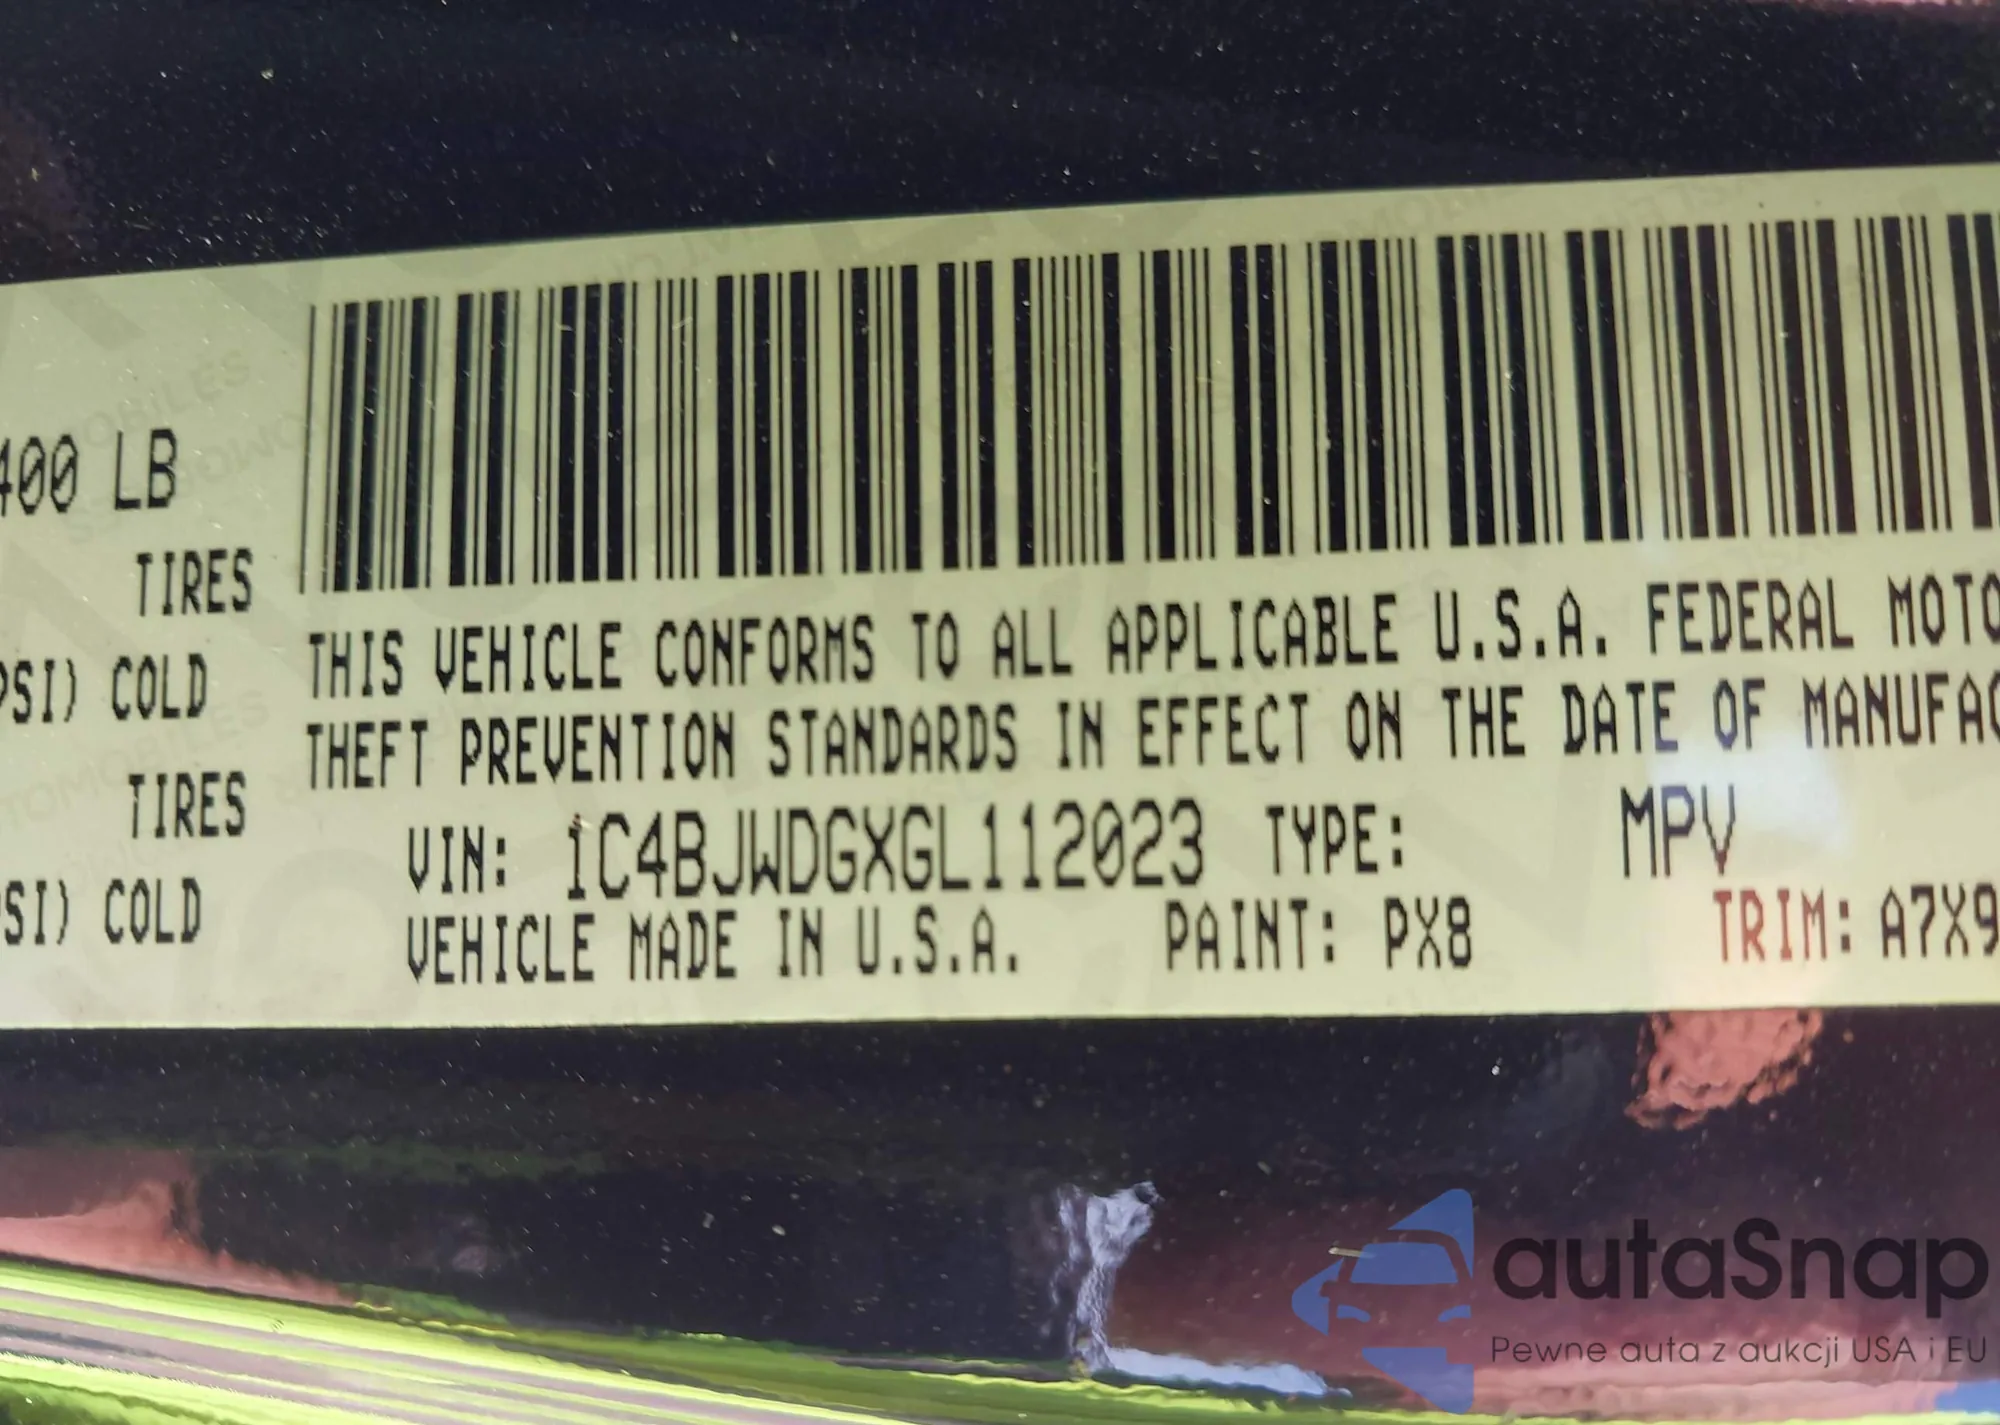 400 LB
TIRES
PSI) COLD
TIRES
PSI) COLD
THIS VEHICLE CONFORMS TO ALL APPLICABLE U.S.A. FEDERAL MOTO
THEFT PREVENTION STANDARDS IN EFFECT ON THE DATE OF MANUFAC
VIN: 1C4BJWDGXGL112023 TYPE: MPV
VEHICLE MADE IN U.S.A. PAINT: PX8 TRIM: A7X9
autaSnap
Pewne auta z aukcji USA i EU